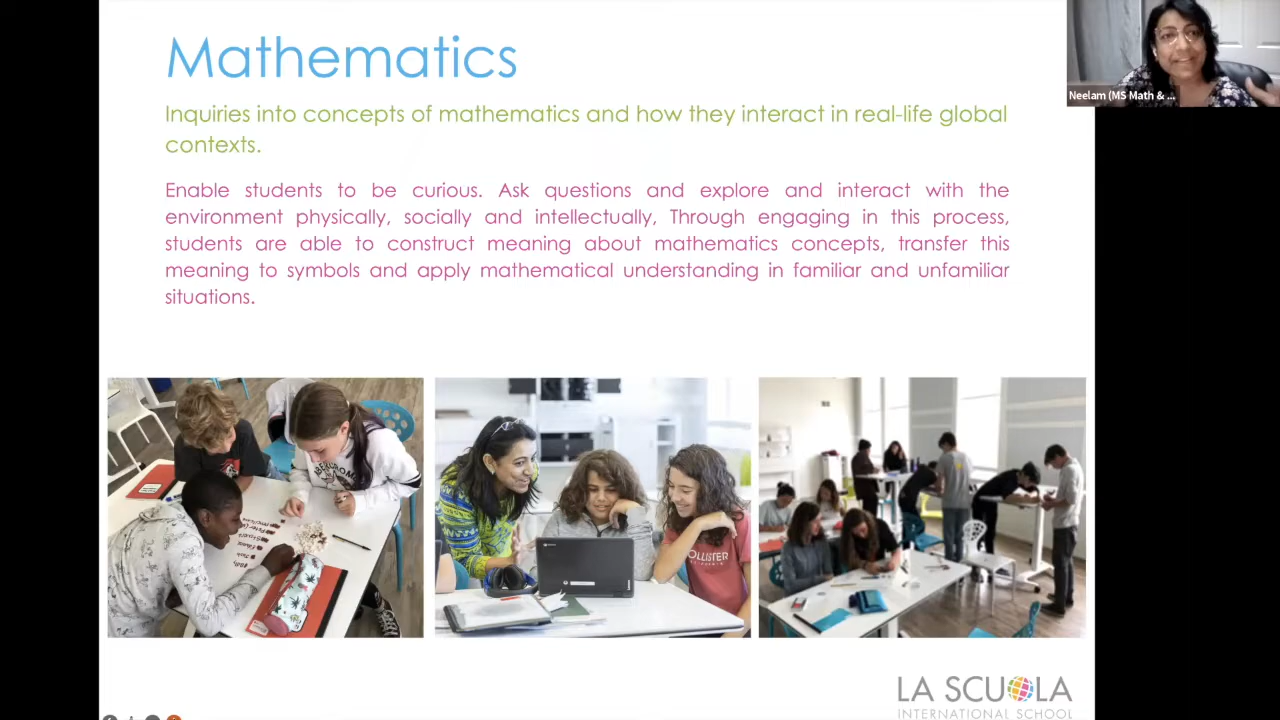 Mathematics
Neelam (MS Math & ...
Inquiries into concepts of mathematics and how they interact in real-life global
contexts.
Enable students to be curious. Ask questions and explore and interact with the
environment physically, socially and intellectually, Through engaging in this process,
students are able to construct meaning about mathematics concepts, transfer this
meaning to symbols and apply mathematical understanding in familiar and unfamiliar
situations.
HOLLISTER
LA SCUOLA
INTERNATIONAL SCHOOL